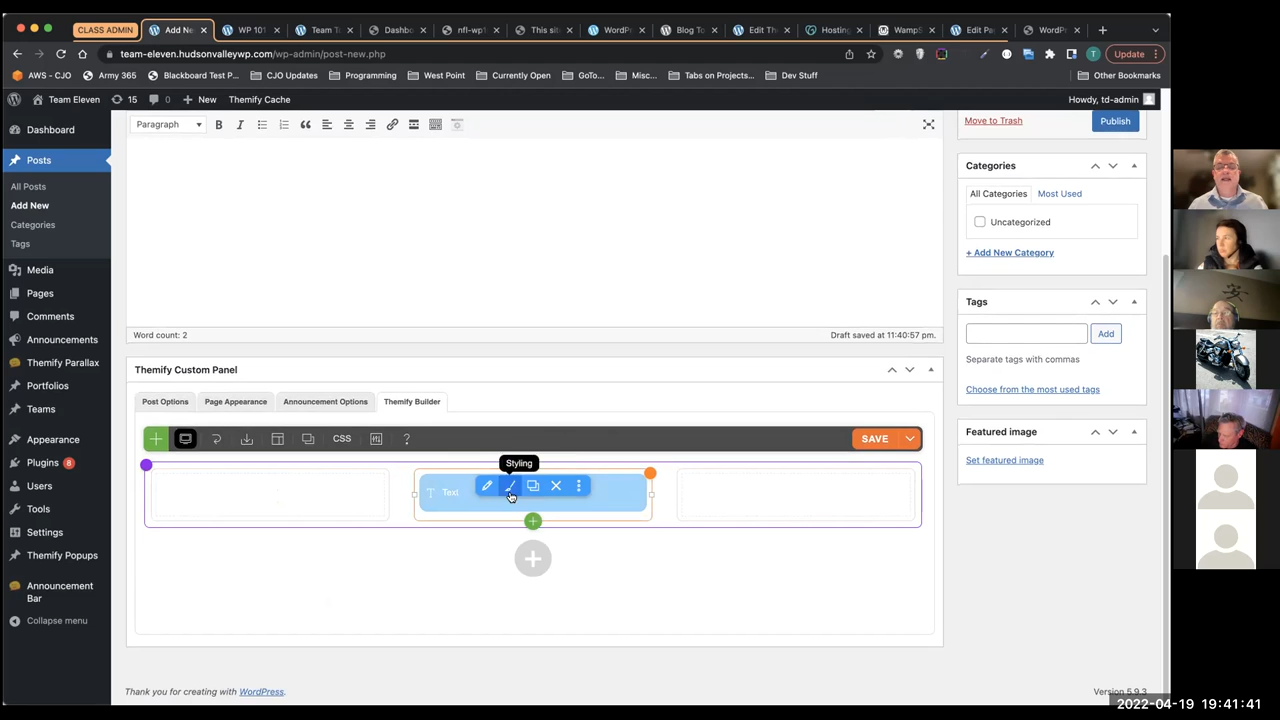 CLASS ADMIN
Add New
WP 101
Team T
Dashbo
nfl-wp1
This sit
WordPr
Blog To
Edit The
Hosting
WampS
Edit Pa
WordPr
team-eleven.hudsonvalleywp.com/wp-admin/post-new.php
T
Update
AWS - CJO
Army 365
Blackboard Test P...
CJO Updates
Programming
West Point
Currently Open
GoTo...
Misc...
Tabs on Projects...
Dev Stuff
Other Bookmarks
Team Eleven
15
0
New
Themify Cache
Howdy, td-admin
Dashboard
Posts
All Posts
Add New
Categories
Tags
Media
Pages
Comments
Announcements
Themify Parallax
Portfolios
Teams
Appearance
Plugins 8
Users
Tools
Settings
Themify Popups
Announcement
Bar
Collapse menu
Paragraph
B
I
Word count: 2
Draft saved at 11:40:57 pm.
Themify Custom Panel
Post Options
Page Appearance
Announcement Options
Themify Builder
CSS
?
SAVE
Styling
T Text
Thank you for creating with WordPress.
Version 5.9.3
Move to Trash
Publish
Categories
All Categories
Most Used
Uncategorized
+ Add New Category
Tags
Add
Separate tags with commas
Choose from the most used tags
Featured image
Set featured image
安
2022-04-19 19:41:41